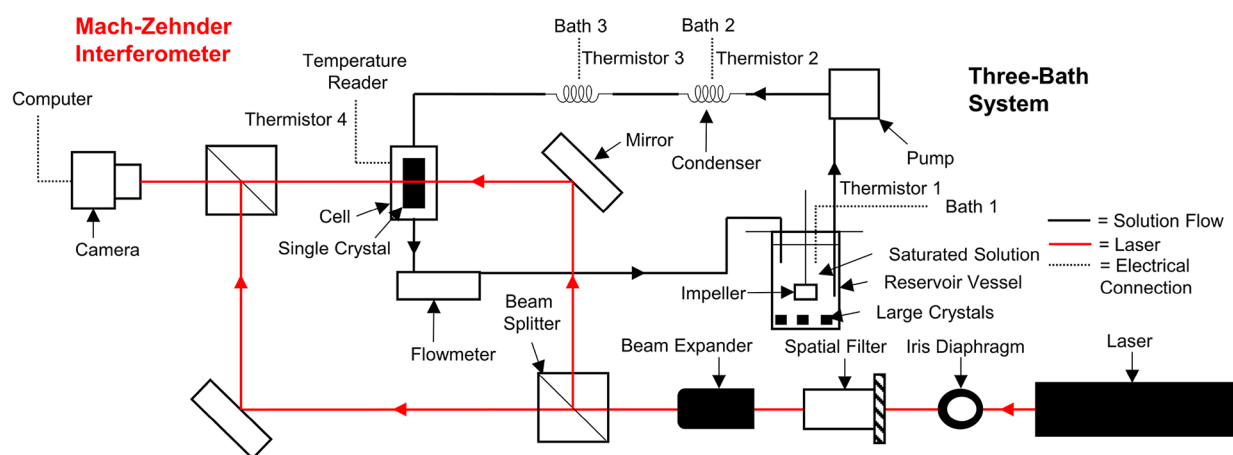 Mach-Zehnder
Interferometer
Bath 3
Bath 2
Thermistor 3
Thermistor 2
Temperature
Reader
Three-Bath
System
Computer
Thermistor 4
Mirror
Condenser
Pump
Thermistor 1
Bath 1
Cell
Single Crystal
Camera
= Solution Flow
= Laser
= Electrical
Connection
Saturated Solution
Reservoir Vessel
Impeller
Large Crystals
Beam
Splitter
Flowmeter
Beam Expander
Spatial Filter
Iris Diaphragm
Laser